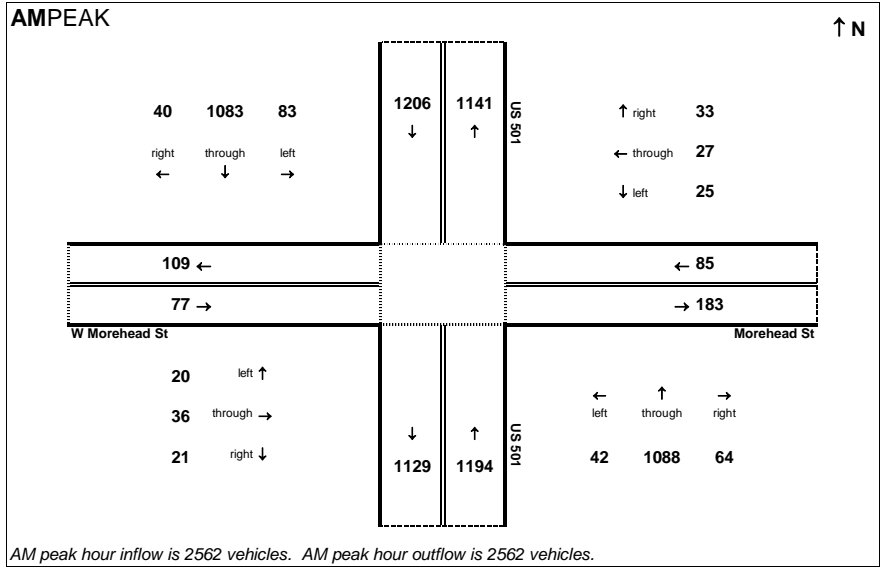 AMPEAK
↑ N
40 1083 83
right through left
← ↓ →
1206 1141
↓ ↑
US 501
↑ right 33
← through 27
↓ left 25
109 ←
77 →
← 85
→ 183
W Morehead St
Morehead St
20 left ↑
36 through →
21 right ↓
↓ ↑
1129 1194
US 501
← ↑ →
left through right
42 1088 64
AM peak hour inflow is 2562 vehicles. AM peak hour outflow is 2562 vehicles.